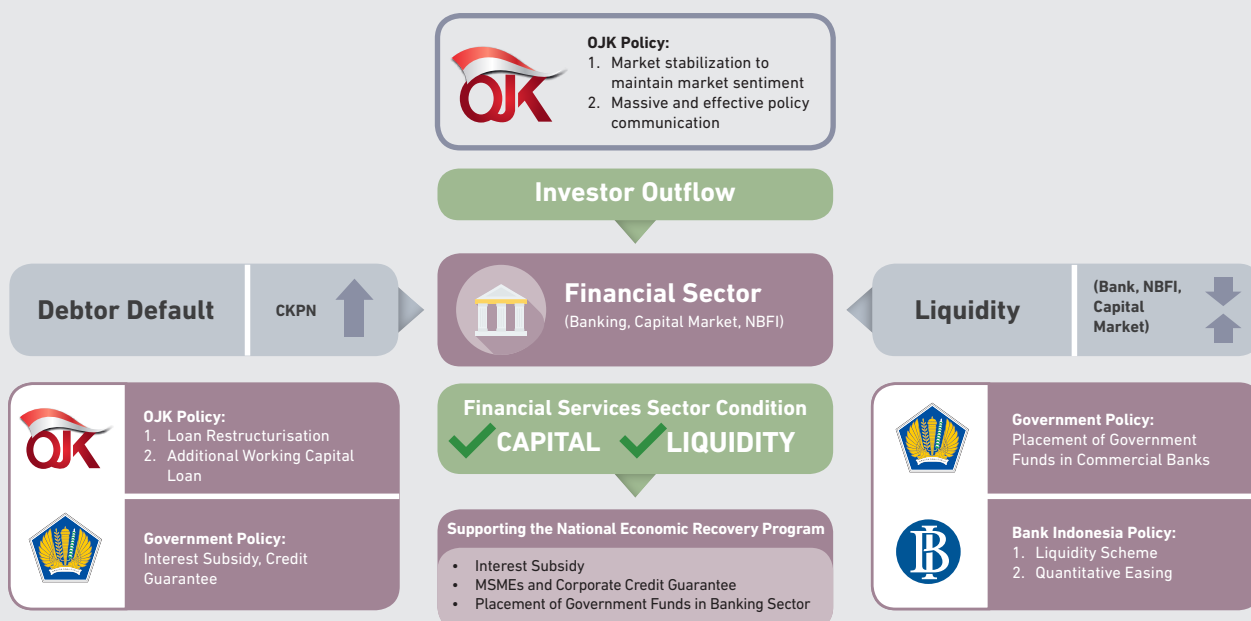 OJK
OJK Policy:
1. Market stabilization to
maintain market sentiment
2. Massive and effective policy
communication
Investor Outflow
Debtor Default
CKPN
Financial Sector
(Banking, Capital Market, NBFI)
Liquidity
(Bank, NBFI,
Capital
Market)
OJK
OJK Policy:
1. Loan Restructurisation
2. Additional Working Capital
Loan
Government Policy:
Interest Subsidy, Credit
Guarantee
Financial Services Sector Condition
CAPITAL LIQUIDITY
Supporting the National Economic Recovery Program
• Interest Subsidy
• MSMEs and Corporate Credit Guarantee
• Placement of Government Funds in Banking Sector
Government Policy:
Placement of Government
Funds in Commercial Banks
Bank Indonesia Policy:
1. Liquidity Scheme
2. Quantitative Easing